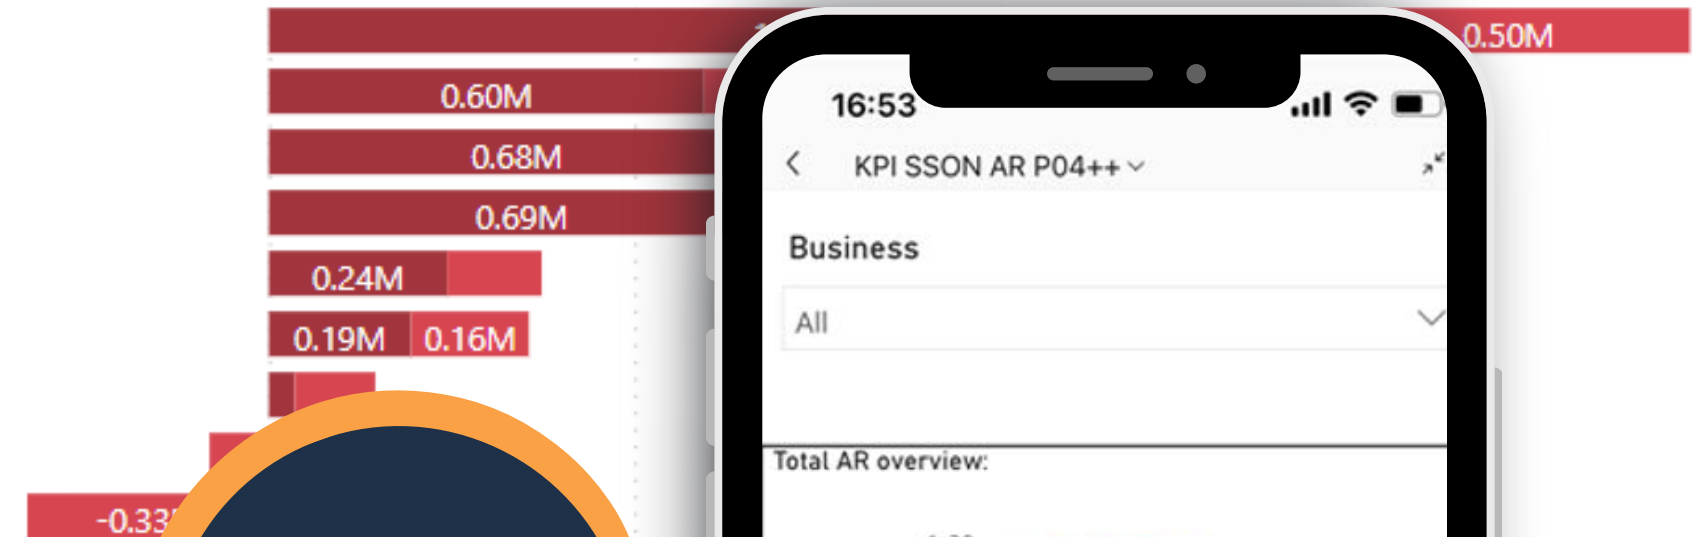 0.50M
0.60M
0.68M
0.69M
0.24M
0.19M 0.16M
16:53
KPI SSON AR P04++
Business
All
Total AR overview: